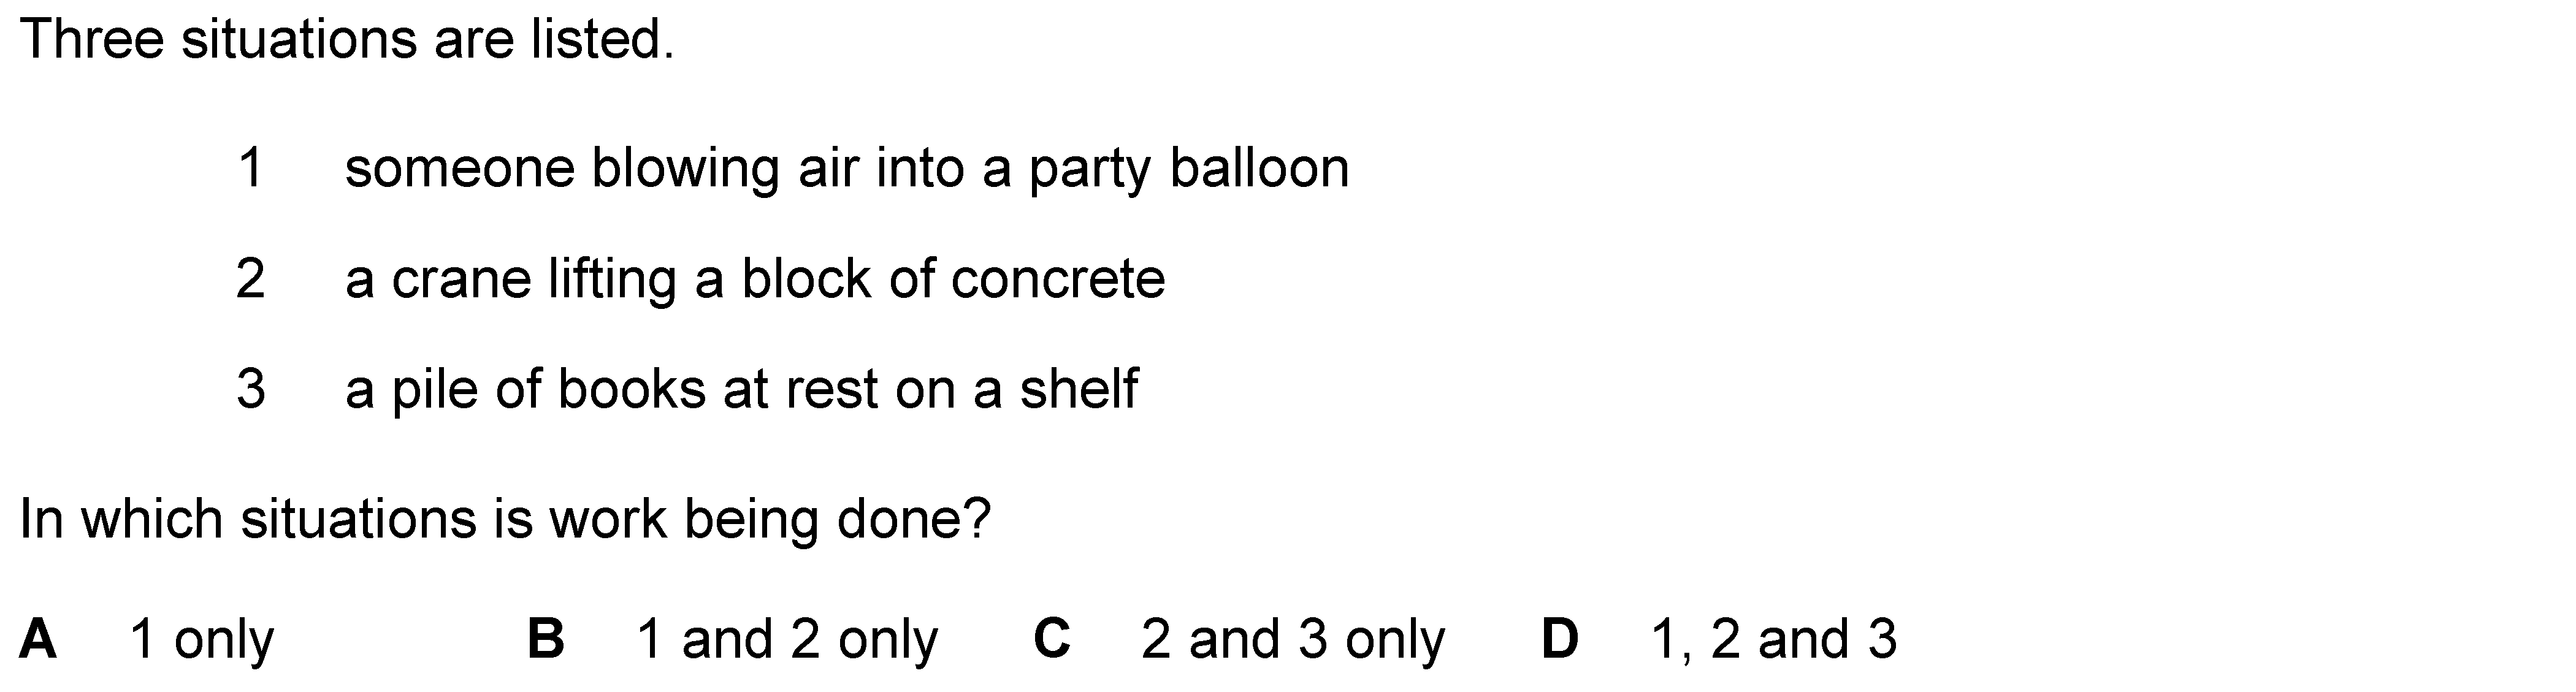 Three situations are listed.
1 someone blowing air into a party balloon
2 a crane lifting a block of concrete
3 a pile of books at rest on a shelf
In which situations is work being done?
A 1 only B 1 and 2 only C 2 and 3 only D 1, 2 and 3